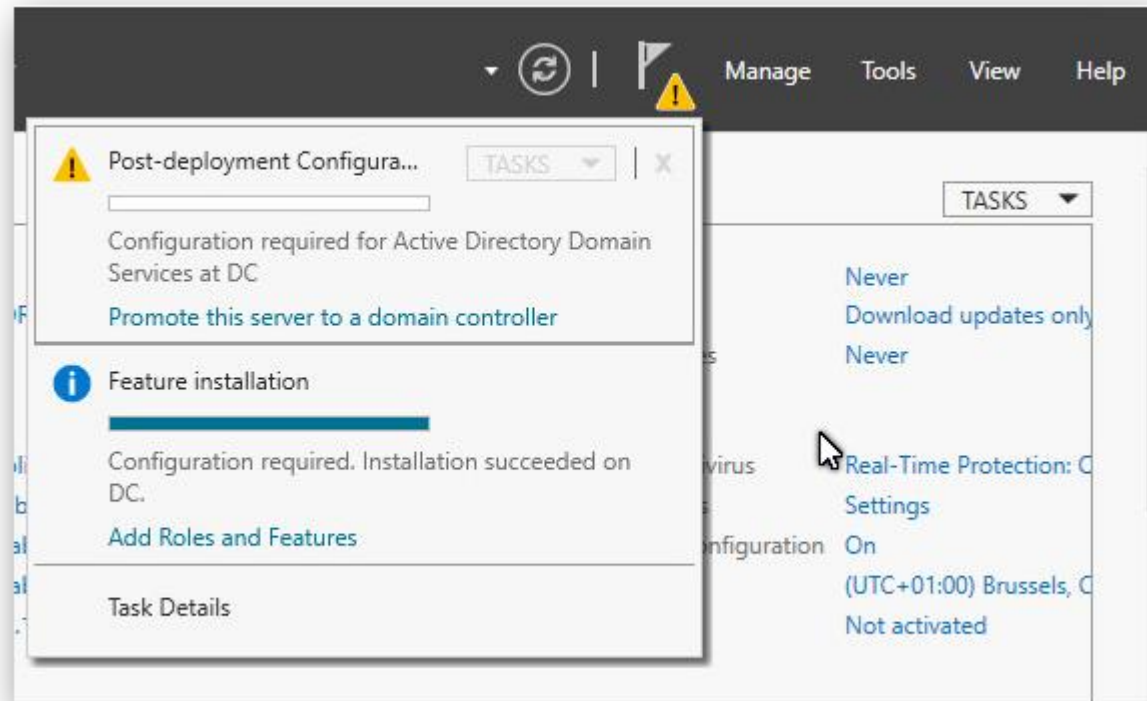 Manage Tools View Help
Post-deployment Configura... TASKS X
Configuration required for Active Directory Domain
Services at DC
Promote this server to a domain controller
Feature installation
Configuration required. Installation succeeded on
DC.
Add Roles and Features
Task Details
TASKS
Never
Download updates only
Never
Real-Time Protection:
Settings
On
(UTC+01:00) Brussels,
Not activated